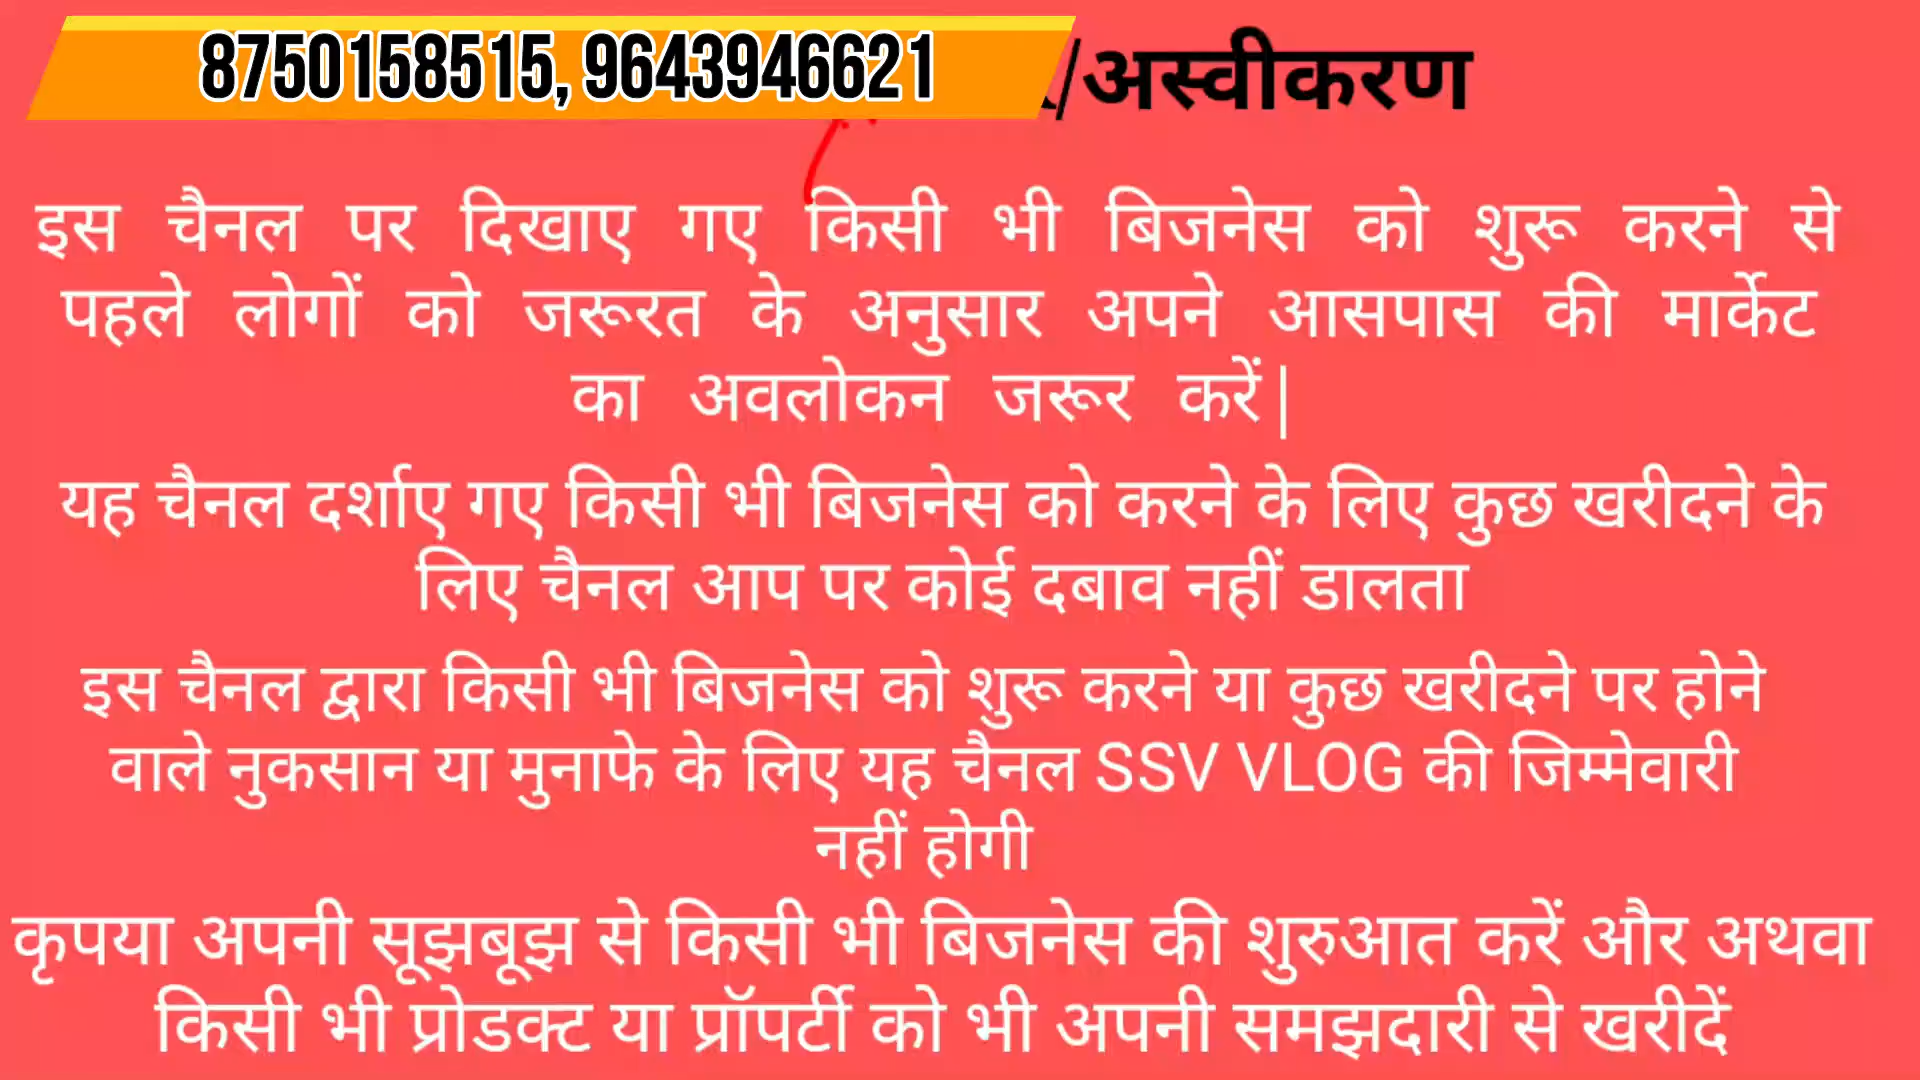 8750158515, 9643946621
/अस्वीकरण
इस चैनल पर दिखाए गए किसी भी बिजनेस को शुरू करने से
पहले लोगों को जरूरत के अनुसार अपने आसपास की मार्केट
का अवलोकन जरूर करें|
यह चैनल दर्शाए गए किसी भी बिजनेस को करने के लिए कुछ खरीदने के
लिए चैनल आप पर कोई दबाव नहीं डालता
इस चैनल द्वारा किसी भी बिजनेस को शुरू करने या कुछ खरीदने पर होने
वाले नुकसान या मुनाफे के लिए यह चैनल SSV VLOG की जिम्मेवारी
नहीं होगी
कृपया अपनी सूझबूझ से किसी भी बिजनेस की शुरुआत करें और अथवा
किसी भी प्रोडक्ट या प्रॉपर्टी को भी अपनी समझदारी से खरीदें